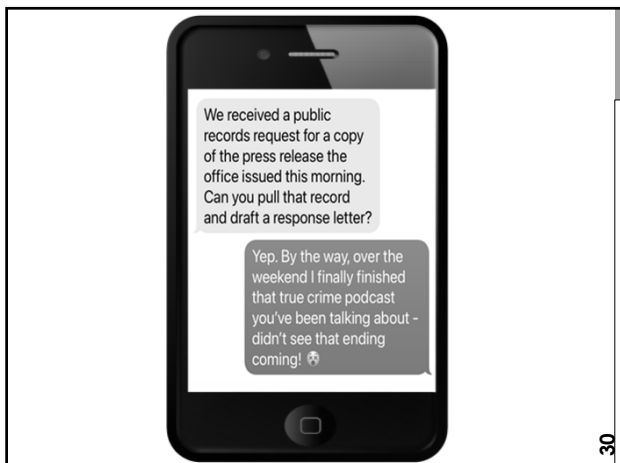 We received a public
records request for a copy
of the press release the
office issued this morning.
Can you pull that record
and draft a response letter?
Yep. By the way, over the
weekend I finally finished
that true crime podcast
you've been talking about -
didn't see that ending
coming! 😱
30